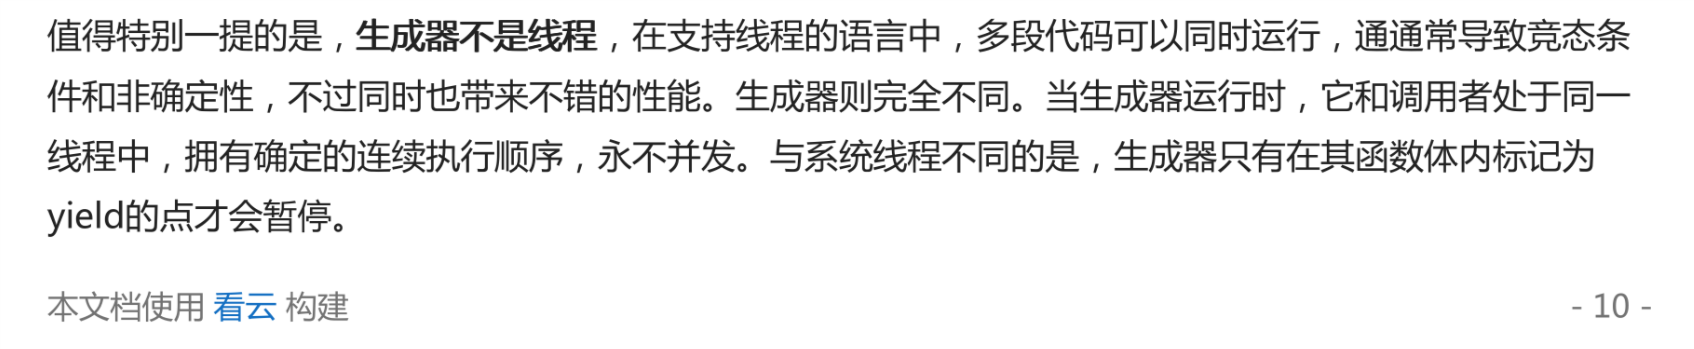 值得特别一提的是，生成器不是线程，在支持线程的语言中，多段代码可以同时运行，通通常导致竞态条
件和非确定性，不过同时也带来不错的性能。生成器则完全不同。当生成器运行时，它和调用者处于同一
线程中，拥有确定的连续执行顺序，永不并发。与系统线程不同的是，生成器只有在其函数体内标记为
yield的点才会暂停。
本文档使用 看云 构建 - 10 -